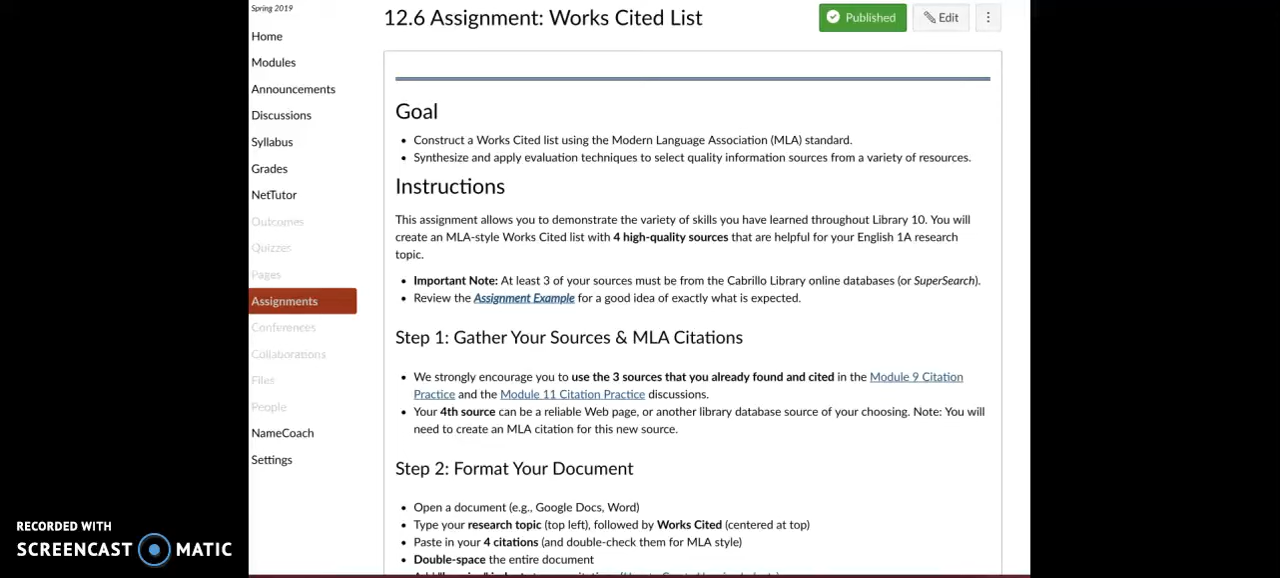 Spring 2019
12.6 Assignment: Works Cited List
Published
Edit
Home
Modules
Announcements
Discussions
Syllabus
Grades
NetTutor
Outcomes
Quizzes
Pages
Assignments
Conferences
Collaborations
Files
People
NameCoach
Settings
Goal
Construct a Works Cited list using the Modern Language Association (MLA) standard.
Synthesize and apply evaluation techniques to select quality information sources from a variety of resources.
Instructions
This assignment allows you to demonstrate the variety of skills you have learned throughout Library 10. You will
create an MLA-style Works Cited list with 4 high-quality sources that are helpful for your English 1A research
topic.
Important Note: At least 3 of your sources must be from the Cabrillo Library online databases (or SuperSearch).
Review the Assignment Example for a good idea of exactly what is expected.
Step 1: Gather Your Sources & MLA Citations
We strongly encourage you to use the 3 sources that you already found and cited in the Module 9 Citation
Practice and the Module 11 Citation Practice discussions.
Your 4th source can be a reliable Web page, or another library database source of your choosing. Note: You will
need to create an MLA citation for this new source.
Step 2: Format Your Document
Open a document (e.g., Google Docs, Word)
Type your research topic (top left), followed by Works Cited (centered at top)
Paste in your 4 citations (and double-check them for MLA style)
Double-space the entire document
RECORDED WITH
SCREENCAST MATIC